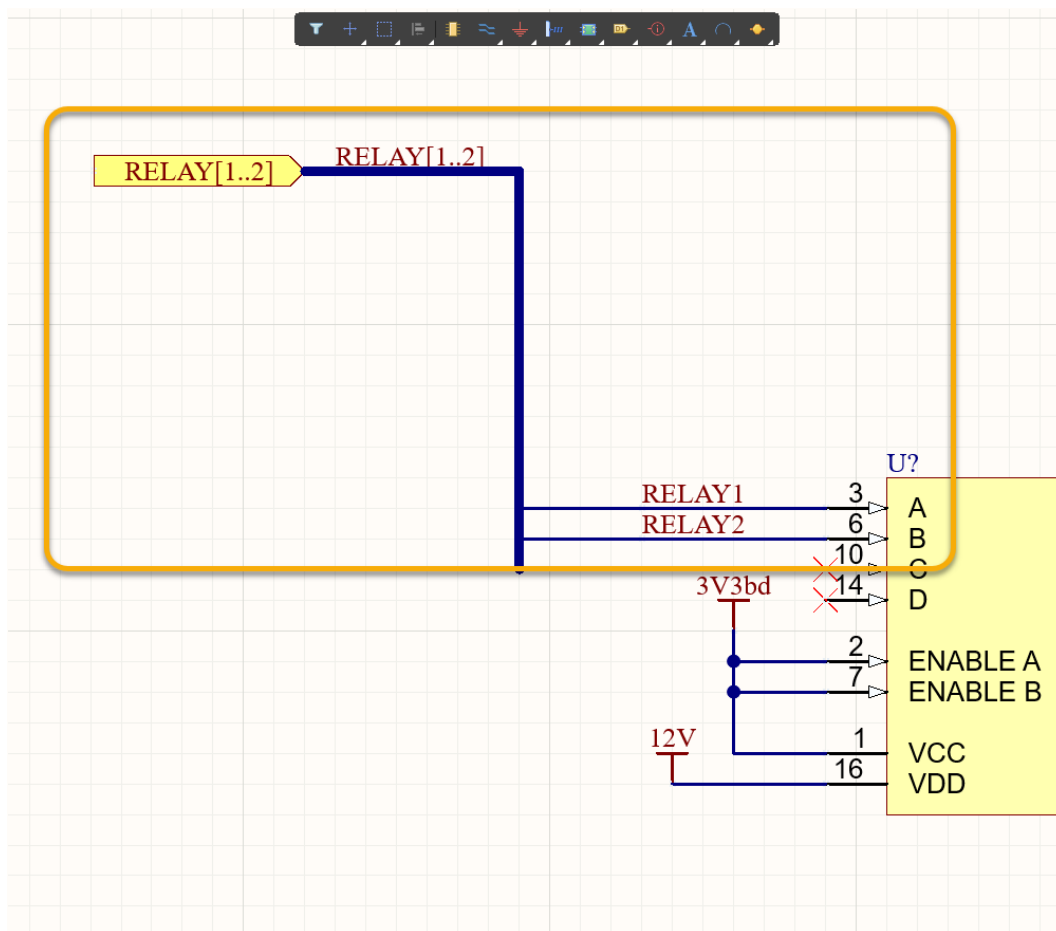 RELAY[1..2]
RELAY[1..2]
U?
RELAY1 3 A
RELAY2 6 B
10 C
3V3bd 14 D
2 ENABLE A
7 ENABLE B
12V 1 VCC
16 VDD